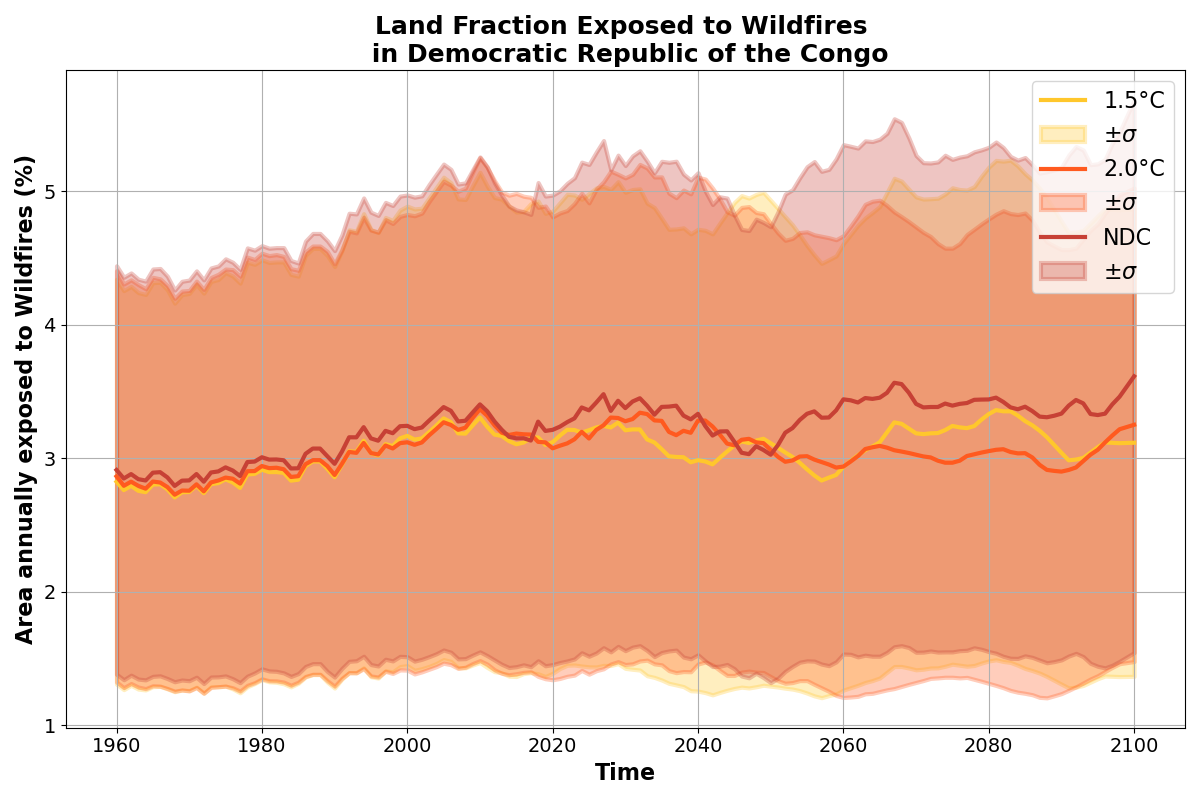 Land Fraction Exposed to Wildfires
in Democratic Republic of the Congo
Area annually exposed to Wildfires (%)
5
4
3
2
1
1960
1980
2000
2020
2040
2060
2080
2100
Time
1.5°C
±σ
2.0°C
±σ
NDC
±σ